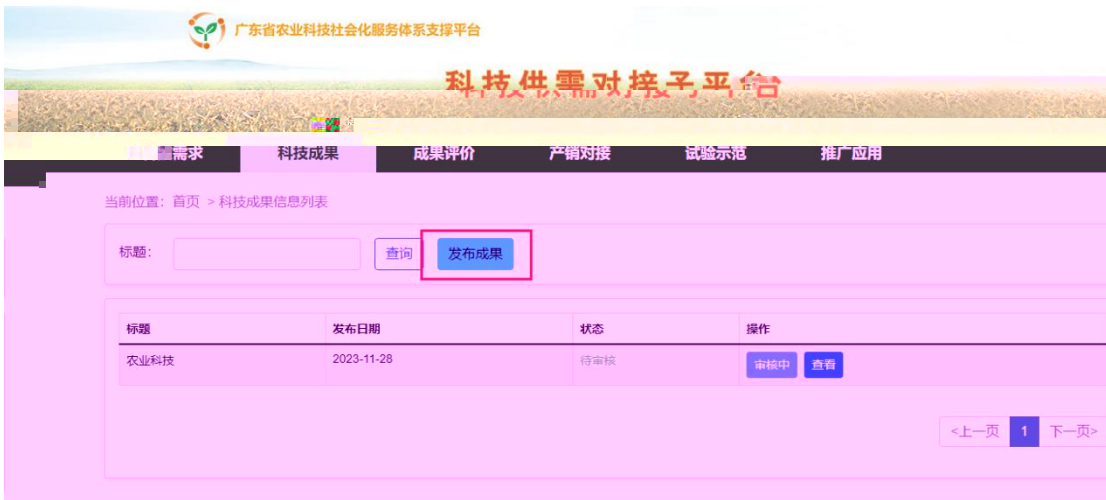 广东省农业科技社会化服务体系支撑平台
科技供需对接子平台
需求 科技成果 成果评价 产销对接 试验示范 推广应用
当前位置：首页 >科技成果信息列表
标题： 查询 发布成果
标题 发布日期 状态 操作
农业科技 2023-11-28 待审核 审核中 查看
<上一页 1 下一页>